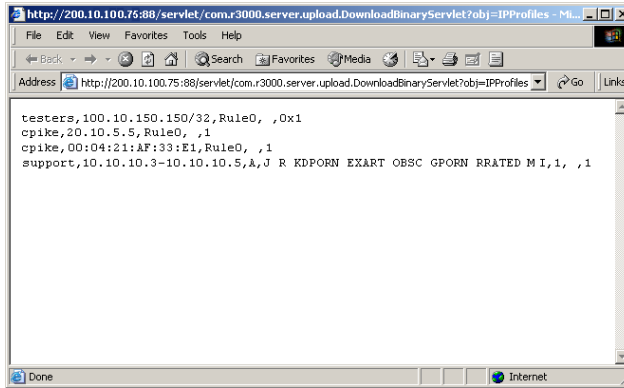 http://200.10.100.75:88/servlet/com.r3000.server.upload.DownloadBinaryServlet?obj=IPProfiles - Mi...
File Edit View Favorites Tools Help
Back Search Favorites Media
Address http://200.10.100.75:88/servlet/com.r3000.server.upload.DownloadBinaryServlet?obj=IPProfiles Go Links
testers,100.10.150.150/32,Rule0, ,0x1
cpike,20.10.5.5,Rule0, ,1
cpike,00:04:21:AF:33:E1,Rule0, ,1
support,10.10.10.3-10.10.10.5,A,J R KDPORN EXART OBSC GPORN RRATED M I,1, ,1
Done Internet